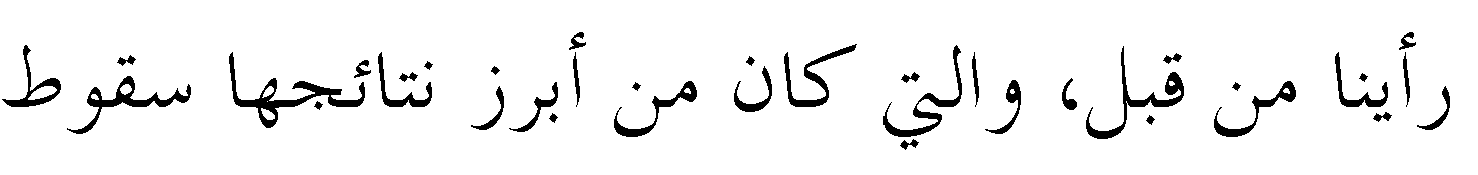 رأينا من قبل، والتي كان من أبرز نتائجها سقوط